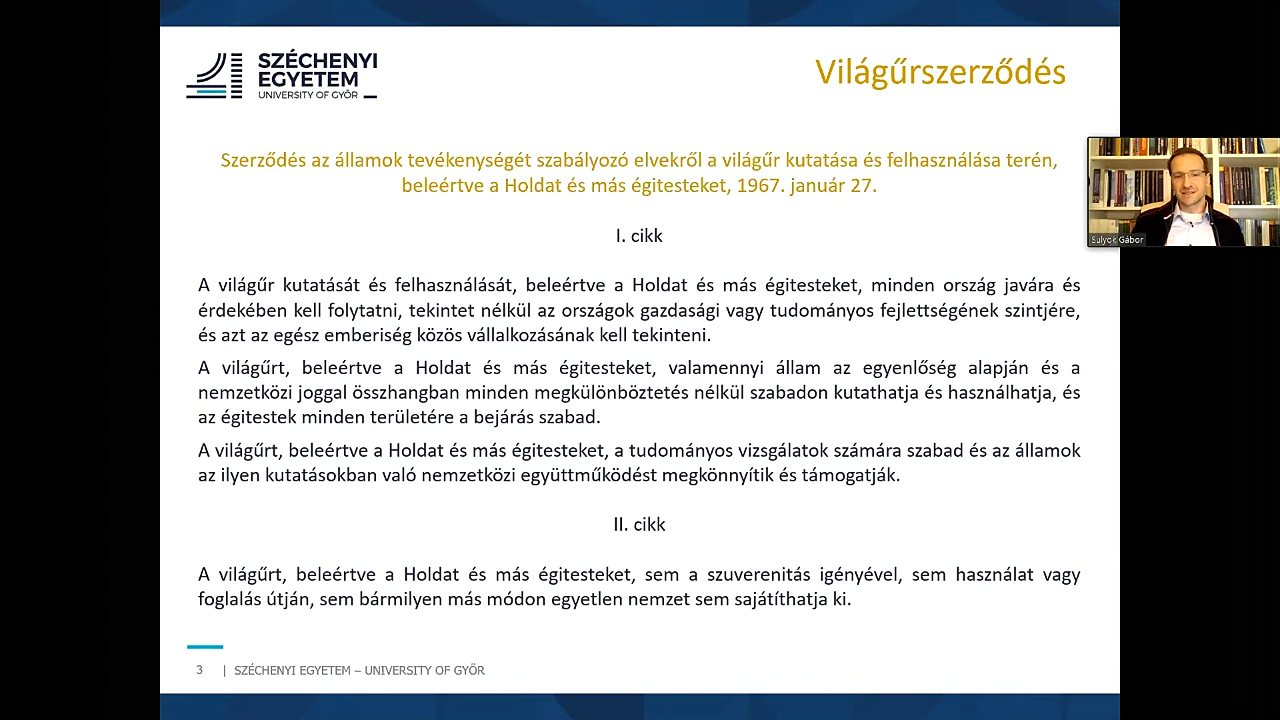 SZÉCHENYI
EGYETEM
UNIVERSITY OF GYŐR
Világűrszerződés
Szerződés az államok tevékenységét szabályozó elvekről a világűr kutatása és felhasználása terén,
beleértve a Holdat és más égitesteket, 1967. január 27.
Sulyok Gábor
I. cikk
A világűr kutatását és felhasználását, beleértve a Holdat és más égitesteket, minden ország javára és
érdekében kell folytatni, tekintet nélkül az országok gazdasági vagy tudományos fejlettségének szintjére,
és azt az egész emberiség közös vállalkozásának kell tekinteni.
A világűrt, beleértve a Holdat és más égitesteket, valamennyi állam az egyenlőség alapján és a
nemzetközi joggal összhangban minden megkülönböztetés nélkül szabadon kutathatja és használhatja, és
az égitestek minden területére a bejárás szabad.
A világűrt, beleértve a Holdat és más égitesteket, a tudományos vizsgálatok számára szabad és az államok
az ilyen kutatásokban való nemzetközi együttműködést megkönnyítik és támogatják.
II. cikk
A világűrt, beleértve a Holdat és más égitesteket, sem a szuverenitás igényével, sem használat vagy
foglalás útján, sem bármilyen más módon egyetlen nemzet sem sajátíthatja ki.
3 | SZÉCHENYI EGYETEM – UNIVERSITY OF GYŐR